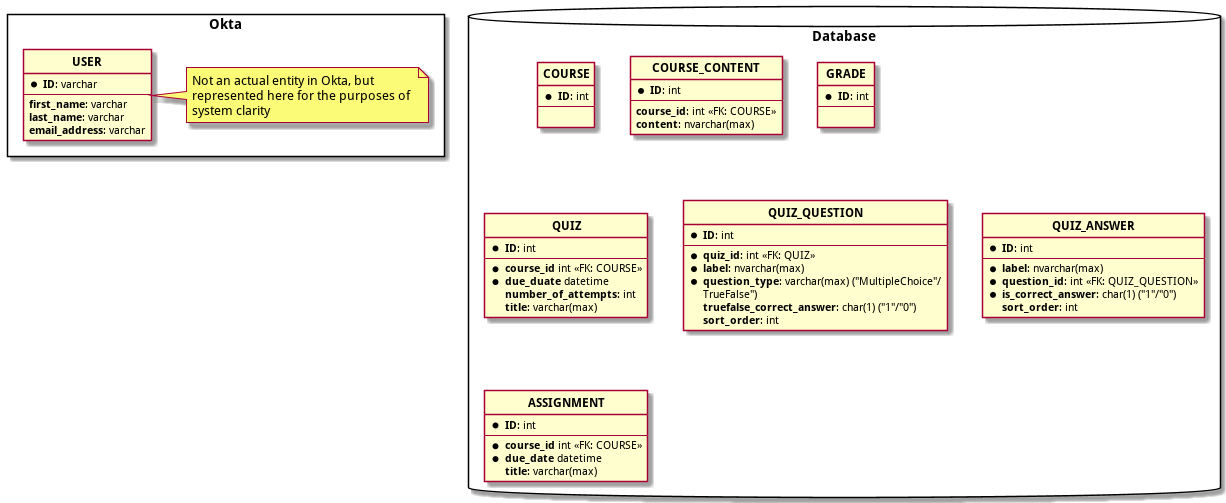 Okta
USER
ID: varchar
first_name: varchar
last_name: varchar
email_address: varchar
Not an actual entity in Okta, but
represented here for the purposes of
system clarity
Database
COURSE
ID: int
COURSE_CONTENT
ID: int
course_id: int «FK: COURSE»
content: nvarchar(max)
GRADE
ID: int
QUIZ
ID: int
course_id int «FK: COURSE»
due_duate datetime
number_of_attempts: int
title: varchar(max)
QUIZ_QUESTION
ID: int
quiz_id: int «FK: QUIZ»
label: nvarchar(max)
question_type: varchar(max) ("MultipleChoice"/
TrueFalse")
truefalse_correct_answer: char(1) ("1"/"0")
sort_order: int
QUIZ_ANSWER
ID: int
label: nvarchar(max)
question_id: int «FK: QUIZ_QUESTION»
is_correct_answer: char(1) ("1"/"0")
sort_order: int
ASSIGNMENT
ID: int
course_id int «FK: COURSE»
due_date datetime
title: varchar(max)